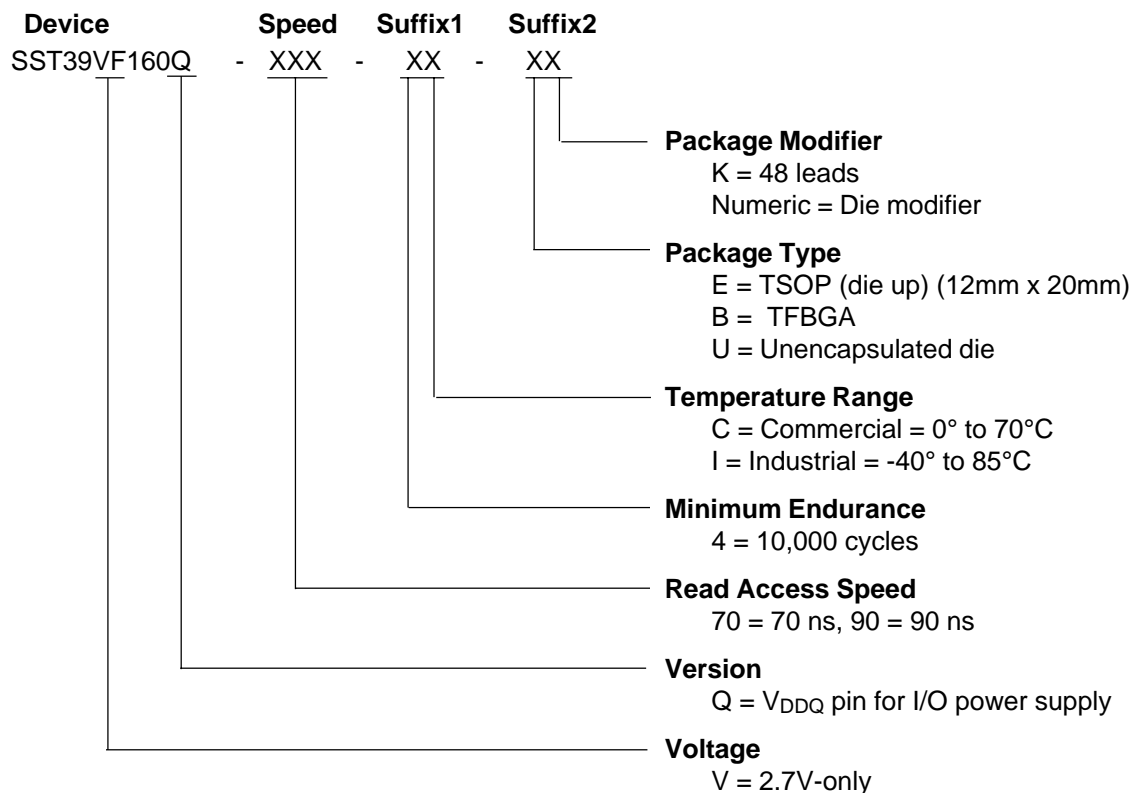 Device Speed Suffix1 Suffix2
SST39VF160Q - XXX - XX - XX
Package Modifier
K = 48 leads
Numeric = Die modifier
Package Type
E = TSOP (die up) (12mm x 20mm)
B = TFBGA
U = Unencapsulated die
Temperature Range
C = Commercial = 0° to 70°C
I = Industrial = -40° to 85°C
Minimum Endurance
4 = 10,000 cycles
Read Access Speed
70 = 70 ns, 90 = 90 ns
Version
Q = VDDQ pin for I/O power supply
Voltage
V = 2.7V-only